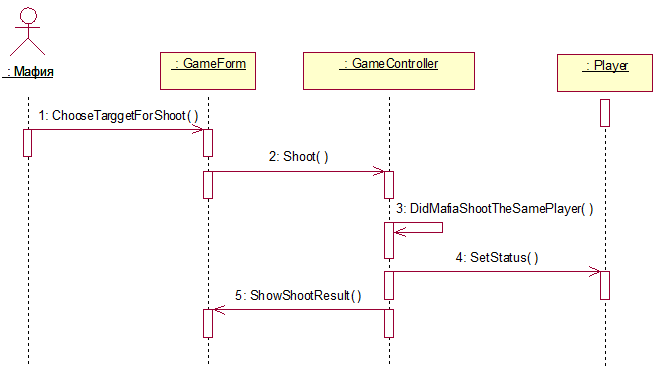 : Мафия
: GameForm
: GameController
: Player
1: ChooseTarggetForShoot( )
2: Shoot( )
3: DidMafiaShootTheSamePlayer( )
4: SetStatus( )
5: ShowShootResult( )